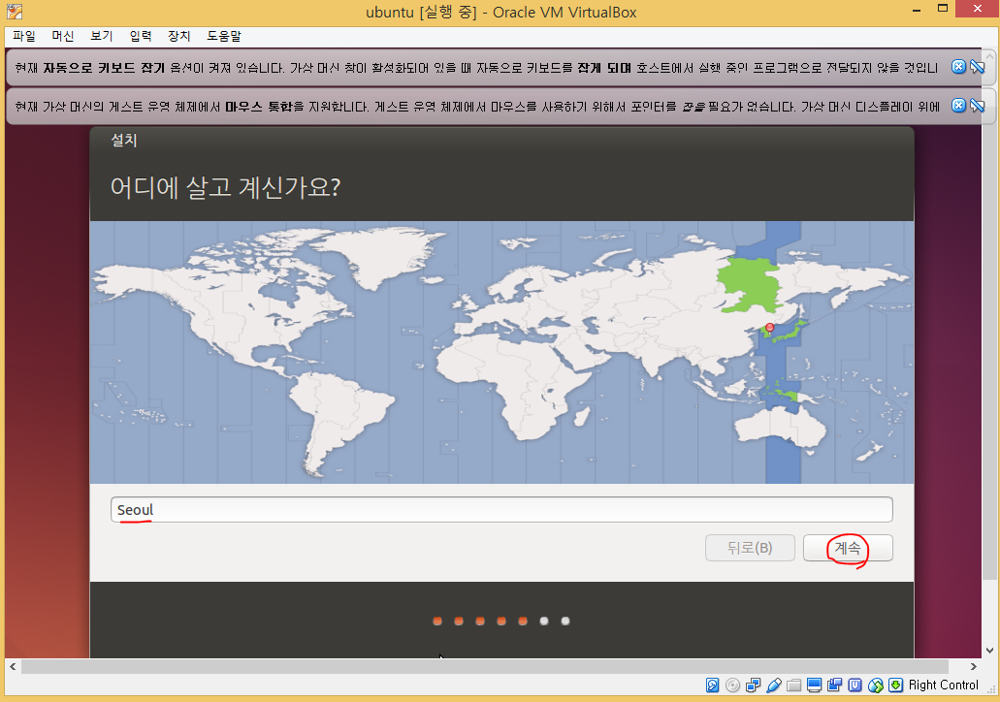 ubuntu [실행 중] - Oracle VM VirtualBox
파일 머신 보기 입력 장치 도움말
현재 자동으로 키보드 잡기 옵션이 켜져 있습니다. 가상 머신 창이 활성화되어 있을 때 자동으로 키보드를 잡게 되며 호스트에서 실행 중인 프로그램으로 전달되지 않을 것입니
현재 가상 머신의 게스트 운영 체제에서 마우스 통합을 지원합니다. 게스트 운영 체제에서 마우스를 사용하기 위해서 포인터를 잡을 필요가 없습니다. 가상 머신 디스플레이 위에
설치
어디에 살고 계신가요?
Seoul
뒤로(B) 계속
Right Control